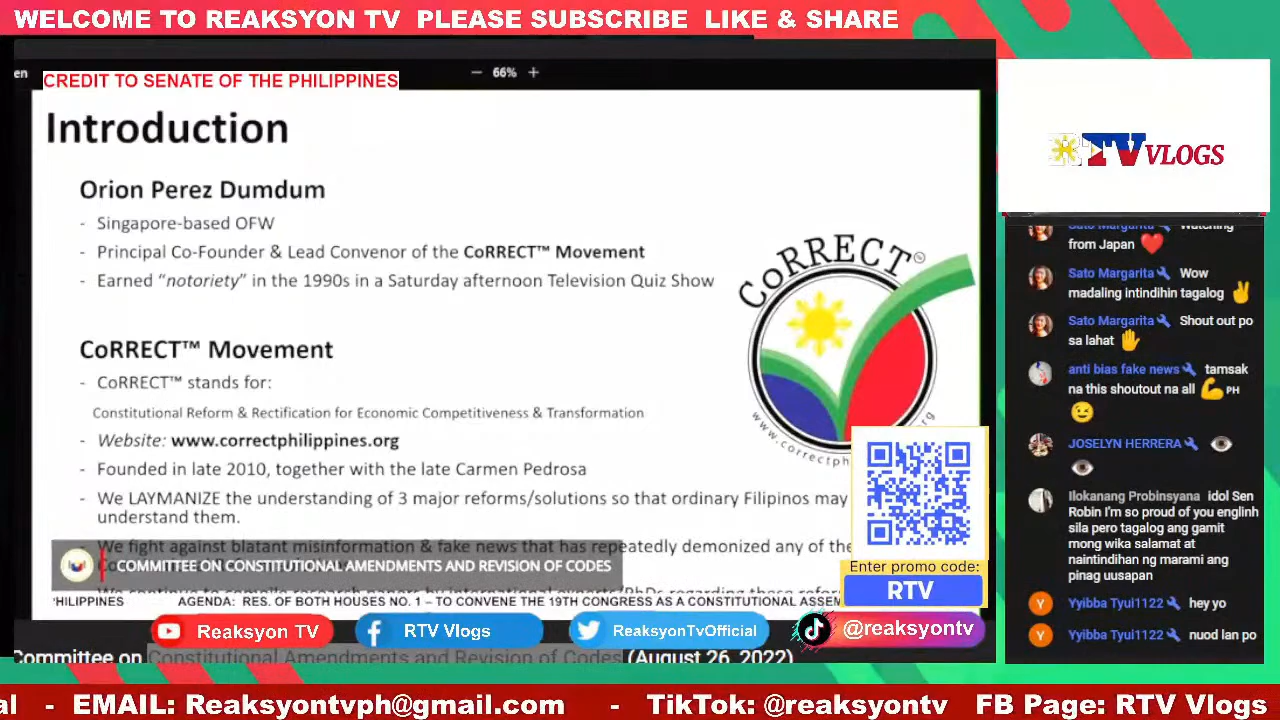 WELCOME TO REAKSYON TV PLEASE SUBSCRIBE LIKE & SHARE
en
CREDIT TO SENATE OF THE PHILIPPINES
66%
Introduction
Orion Perez Dumdum
- Singapore-based OFW
- Principal Co-Founder & Lead Convenor of the CoRRECT™ Movement
- Earned “notoriety” in the 1990s in a Saturday afternoon Television Quiz Show
CoRRECT™ Movement
- CoRRECT™ stands for:
Constitutional Reform & Rectification for Economic Competitiveness & Transformation
- Website: www.correctphilippines.org
- Founded in late 2010, together with the late Carmen Pedrosa
- We LAYMANIZE the understanding of 3 major reforms/solutions so that ordinary Filipinos may
understand them.
We fight against blatant misinformation & fake news that has repeatedly demonized any of the
COMMITTEE ON CONSTITUTIONAL AMENDMENTS AND REVISION OF CODES
'HILIPPINES AGENDA: RES. OF BOTH HOUSES NO. 1 – TO CONVENE THE 19TH CONGRESS AS A CONSTITUTIONAL ASSEM
CoRRECT
Enter promo code:
RTV
Reaksyon TV
RTV Vlogs
ReaksyonTvOfficial
@reaksyontv
Committee on Constitutional Amendments and Revision of Codes (August 26, 2022)
RTV VLOGS
Sato Margarita Watching
from Japan
Sato Margarita Wow
madaling intindihin tagalog
Sato Margarita Shout out po
sa lahat
anti bias fake news tamsak
na this shoutout na all PH
JOSELYN HERRERA
Ilokanang Probinsyana idol Sen
Robin I'm so proud of you englinh
sila pero tagalog ang gamit
mong wika salamat at
naintindihan ng marami ang
pinag uusapan
Y Yyibba Tyul1122 hey yo
Y Yyibba Tyul1122 nuod lan po
al - EMAIL: Reaksyontvph@gmail.com - TikTok: @reaksyontv FB Page: RTV Vlogs